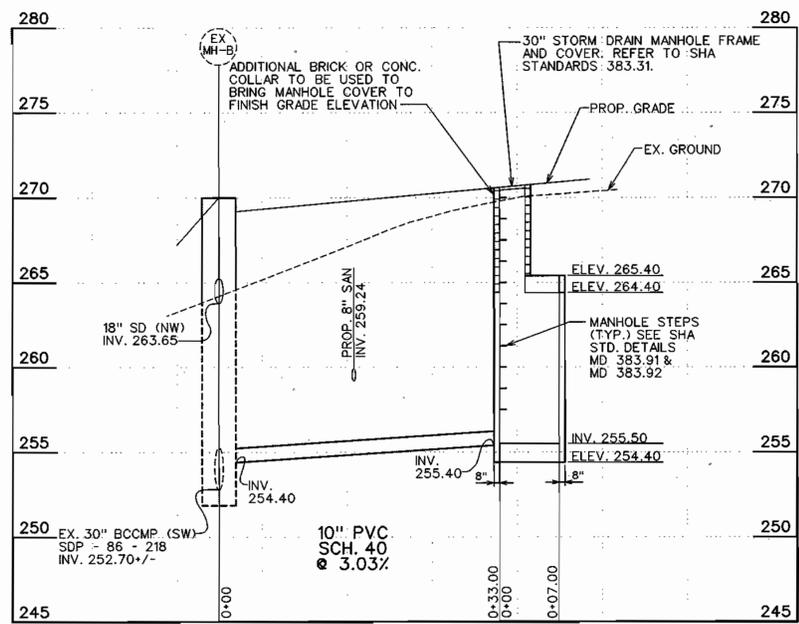 280
280
EX
MH-B
30" STORM DRAIN MANHOLE FRAME
AND COVER. REFER TO SHA
STANDARDS 383.31.
ADDITIONAL BRICK OR CONC.
COLLAR TO BE USED TO
BRING MANHOLE COVER TO
FINISH GRADE ELEVATION
275
275
PROP. GRADE
EX. GROUND
270
270
265
265
ELEV. 265.40
ELEV. 264.40
PROP. 8" SAN
INV. 259.24
18" SD (NW)
INV. 263.65
MANHOLE STEPS
(TYP.) SEE SHA
STD. DETAILS
MD 383.91 &
MD 383.92
260
260
255
255
INV. 255.50
ELEV. 254.40
INV.
255.40
INV.
254.40
8"
8"
250
250
EX. 30" BCCMP (SW)
SDP - 86 - 218
INV. 252.70+/-
10" PVC
SCH. 40
@ 3.03%
0+00
0+33.00
0+00
0+07.00
245
245